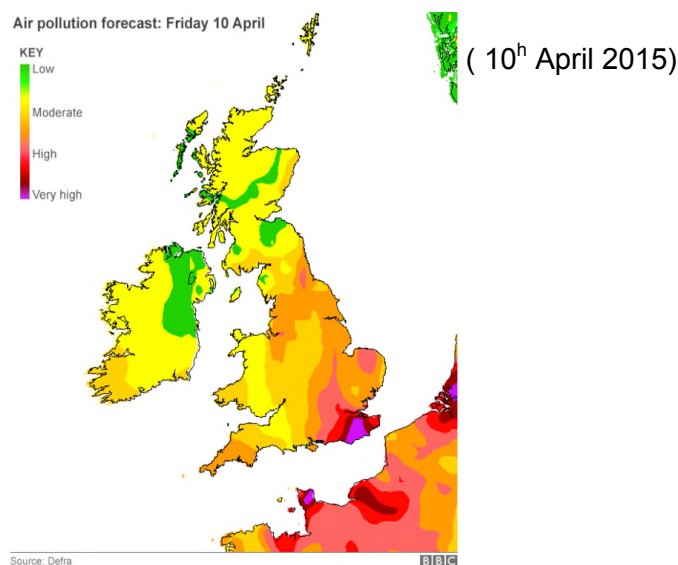 Air pollution forecast: Friday 10 April
( 10h April 2015)
KEY
Low
Moderate
High
Very high
Source: Defra
BBC